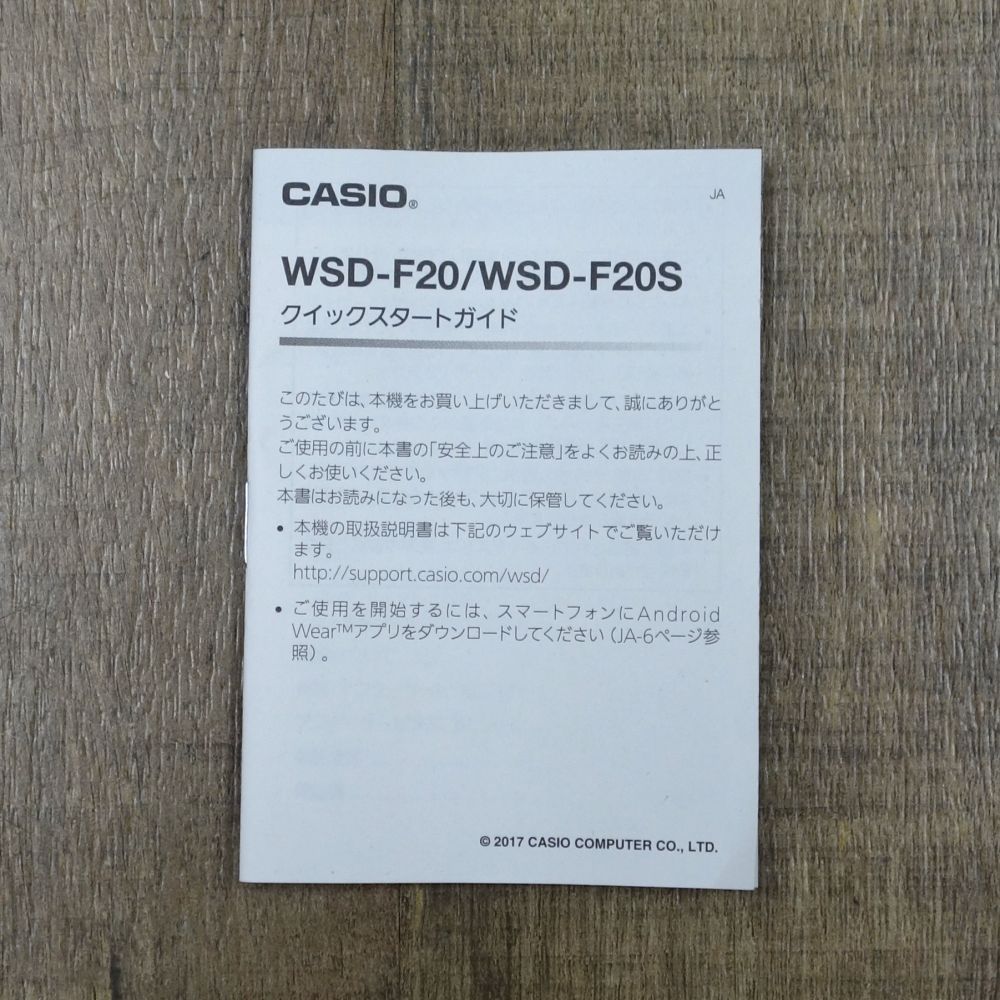 CASIO®
JA
WSD-F20/WSD-F20S
クイックスタートガイド
このたびは、本機をお買い上げいただきまして、誠にありがと
うございます。
ご使用の前に本書の「安全上のご注意」をよくお読みの上、正
しくお使いください。
本書はお読みになった後も、大切に保管してください。
• 本機の取扱説明書は下記のウェブサイトでご覧いただけ
ます。
http://support.casio.com/wsd/
• ご使用を開始するには、スマートフォンにAndroid
Wear™アプリをダウンロードしてください（JA-6ページ参
照）。
© 2017 CASIO COMPUTER CO., LTD.